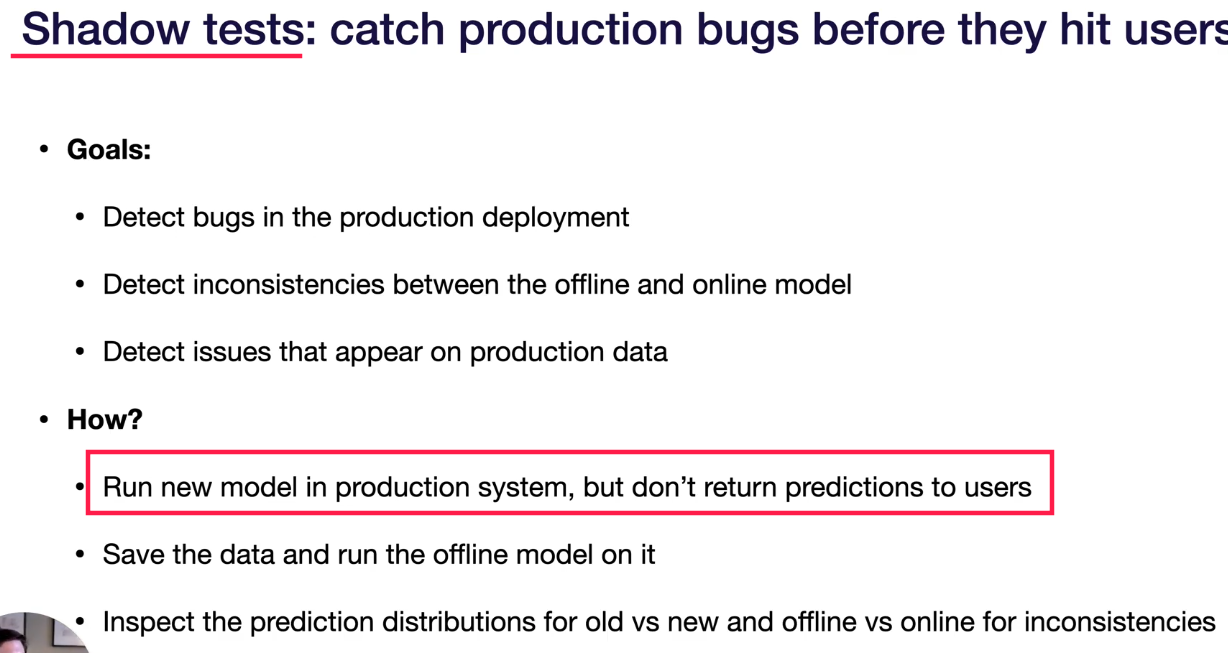 Shadow tests: catch production bugs before they hit users
• Goals:
• Detect bugs in the production deployment
• Detect inconsistencies between the offline and online model
• Detect issues that appear on production data
• How?
• Run new model in production system, but don’t return predictions to users
• Save the data and run the offline model on it
• Inspect the prediction distributions for old vs new and offline vs online for inconsistencies